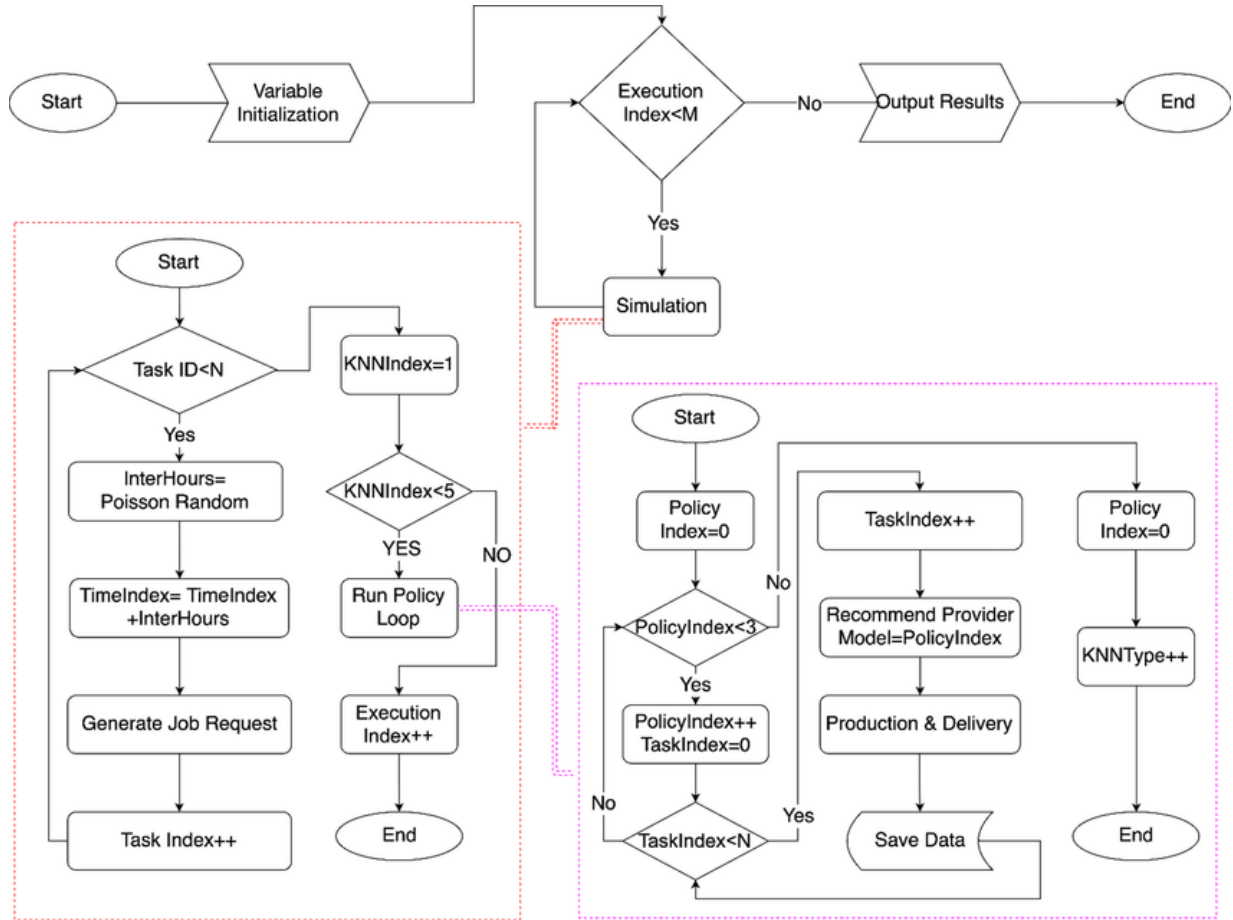 Start
Variable
Initialization
Execution
Index<M
No
Output Results
End
Yes
Simulation
Start
Task ID<N
Yes
InterHours=
Poisson Random
TimeIndex= TimeIndex
+InterHours
Generate Job Request
Task Index++
KNNIndex=1
KNNIndex<5
YES
NO
Run Policy
Loop
Execution
Index++
End
Start
Policy
Index=0
PolicyIndex<3
No
Yes
PolicyIndex++
TaskIndex=0
No
TaskIndex<N
Yes
TaskIndex++
Recommend Provider
Model=PolicyIndex
Production & Delivery
Save Data
Policy
Index=0
KNNType++
End